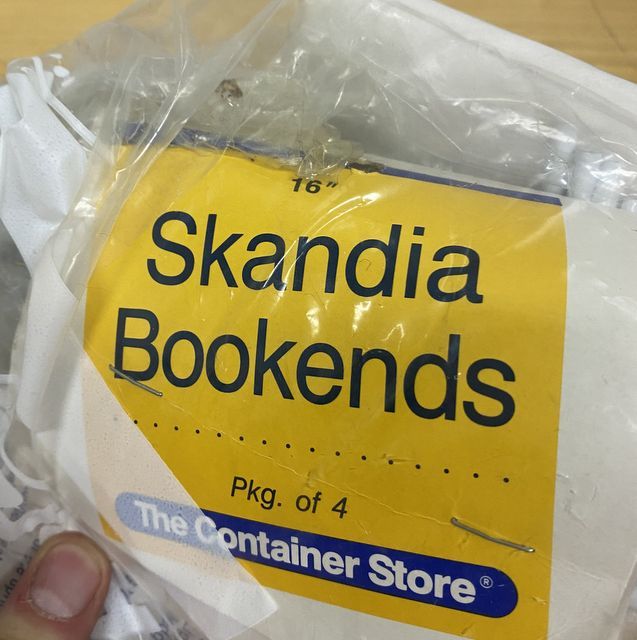 16"
Skandia
Bookends
Pkg. of 4
The Container Store®